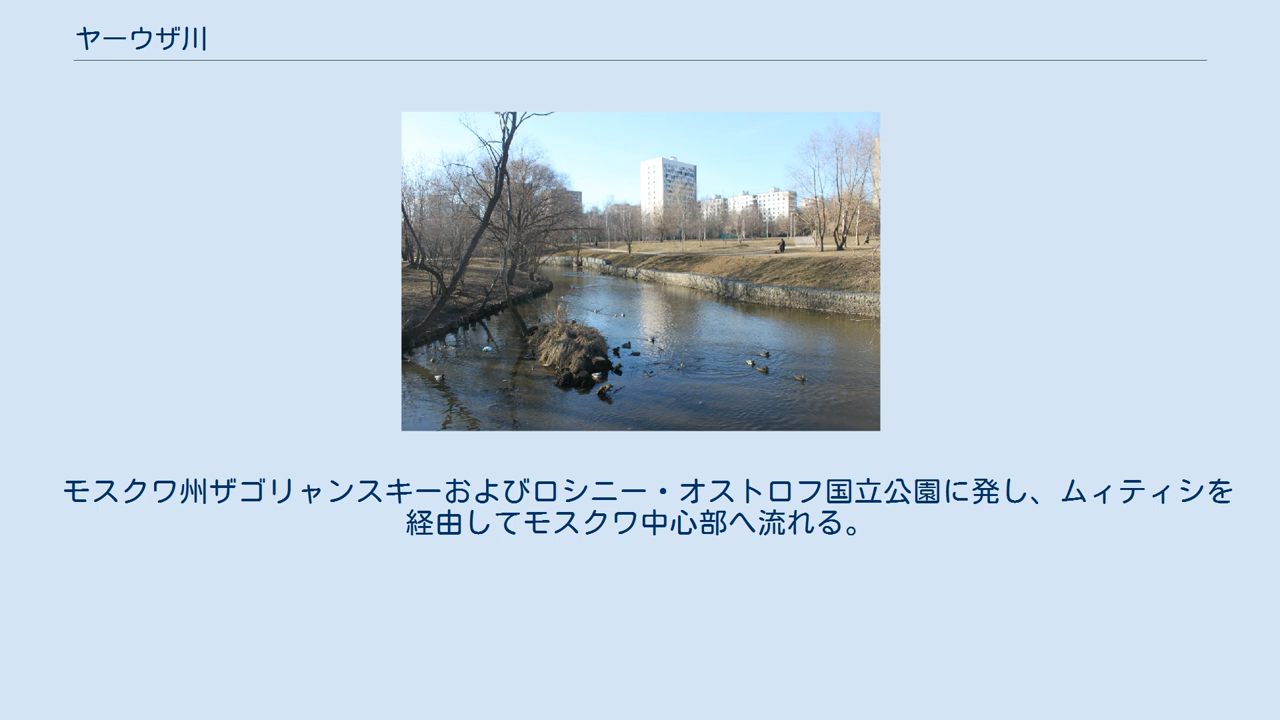 ヤーウザ川
モスクワ州ザゴリャンスキーおよびロシニー・オストロフ国立公園に発し、ムィティシを
経由してモスクワ中心部へ流れる。